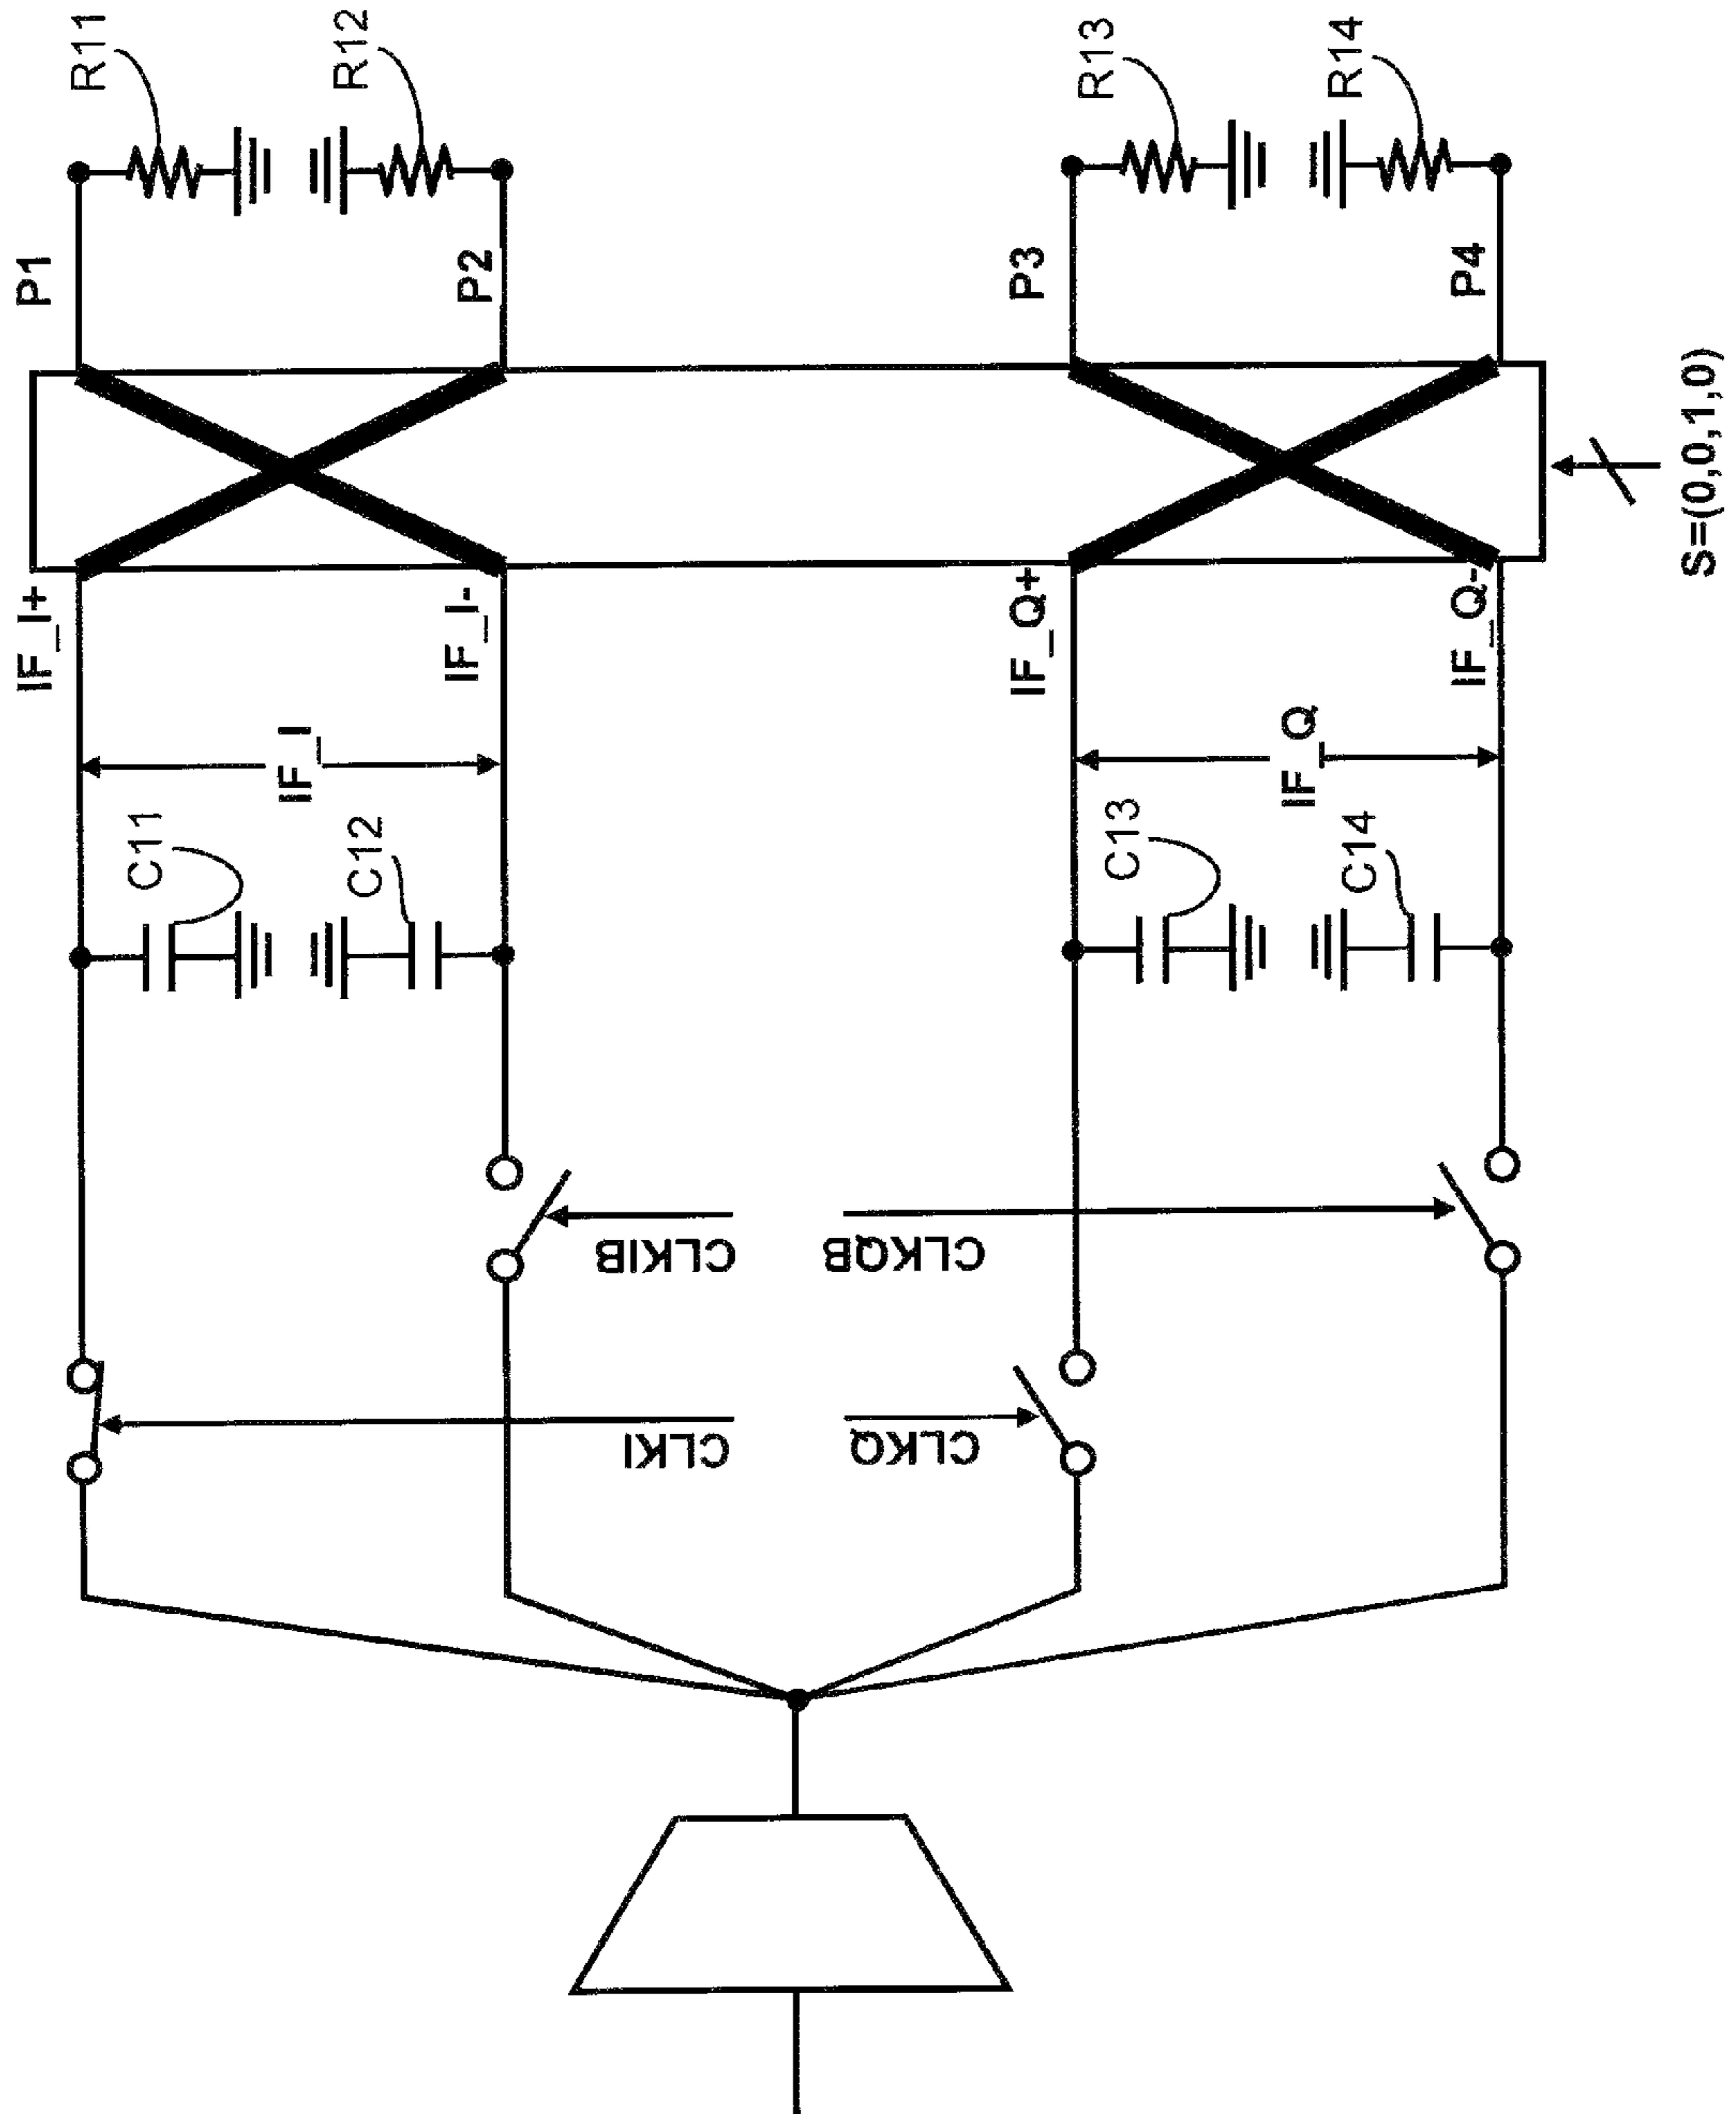 P1
R11
IF_I+
P2
R12
IF_I-
IF_I
C11
C12
P3
R13
IF_Q+
P4
R14
IF_Q-
IF_Q
C13
C14
CLKIB
CLKQB
CLKI
CLKQ
S=(0,0,1,0)